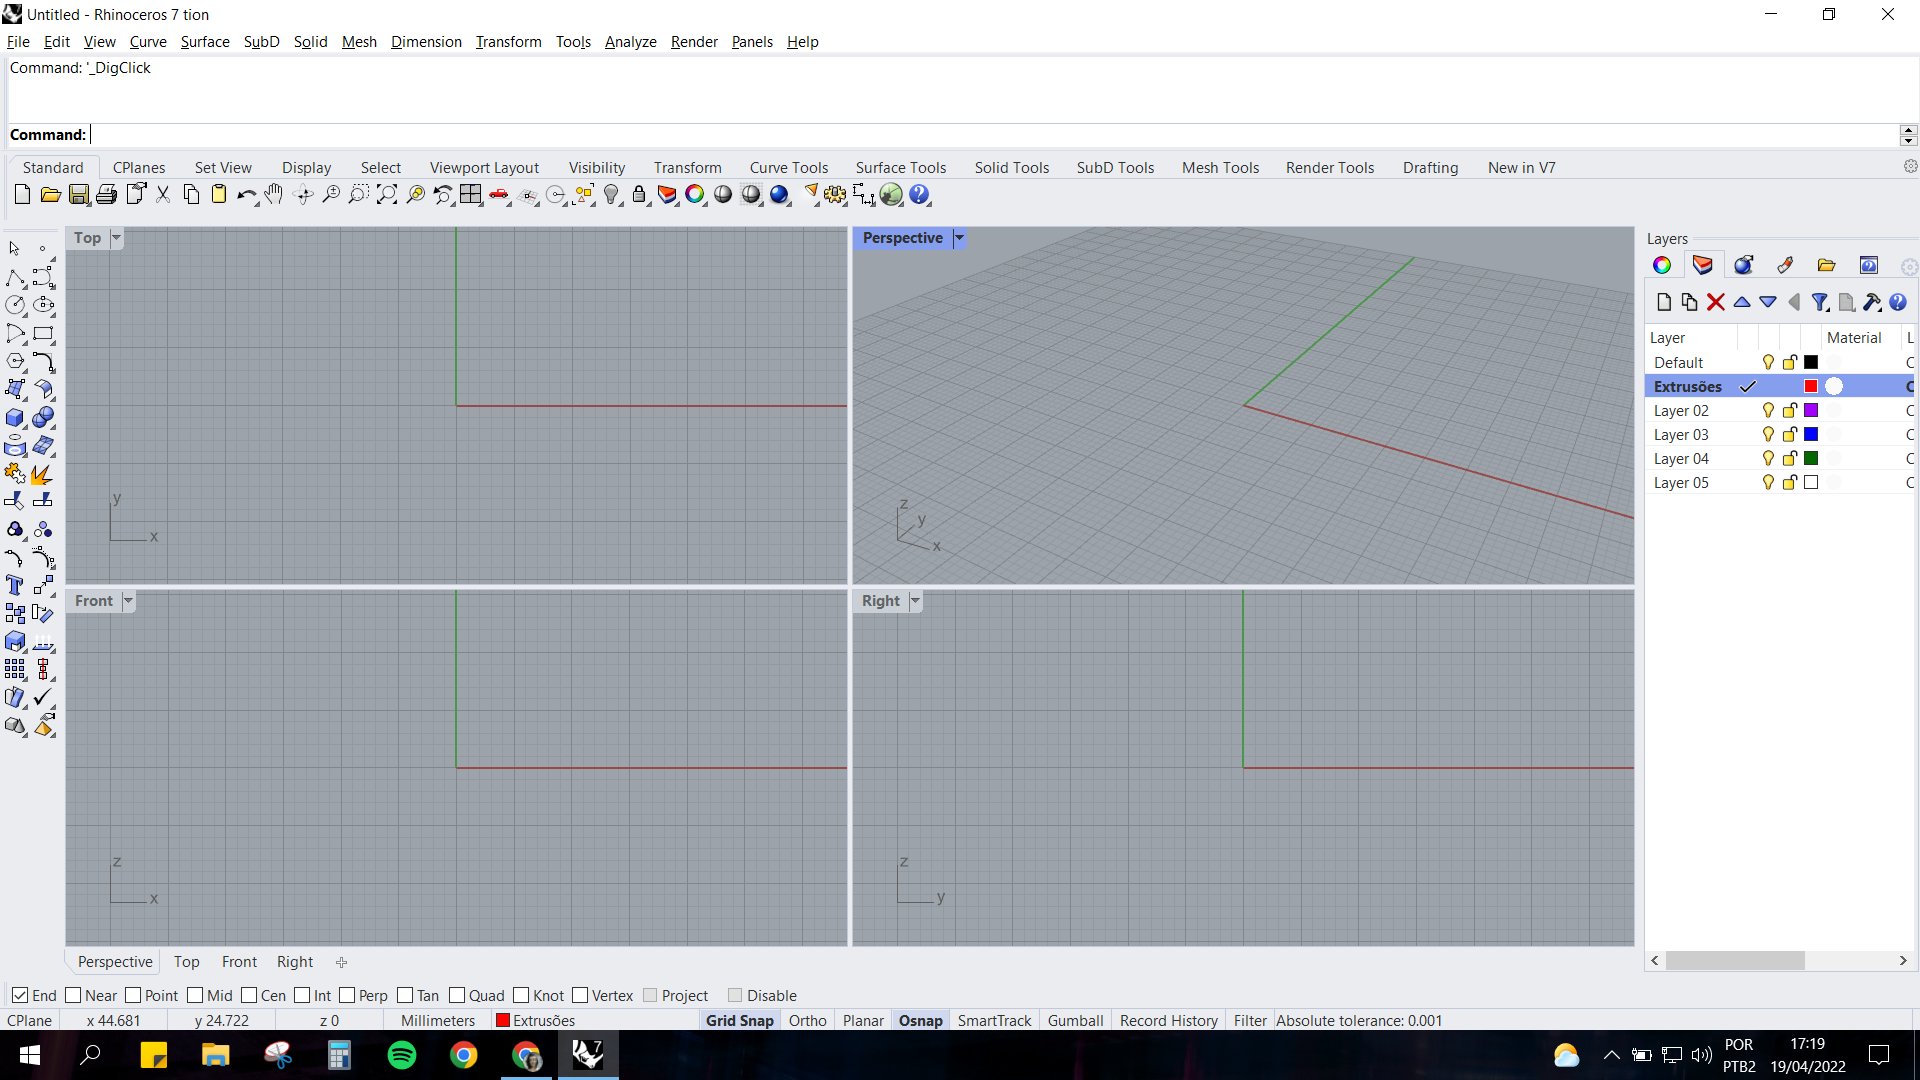 Untitled - Rhinoceros 7 tion
File Edit View Curve Surface SubD Solid Mesh Dimension Transform Tools Analyze Render Panels Help
Command: '_DigClick
Command:
Standard CPlanes Set View Display Select Viewport Layout Visibility Transform Curve Tools Surface Tools Solid Tools SubD Tools Mesh Tools Render Tools Drafting New in V7
Top
y
x
Perspective
z
y
x
Front
z
x
Right
z
y
Layers
Layer Material L
Default C
Extrusões C
Layer 02 C
Layer 03 C
Layer 04 C
Layer 05 C
Perspective Top Front Right
End Near Point Mid Cen Int Perp Tan Quad Knot Vertex Project Disable
CPlane x 44.681 y 24.722 z 0 Millimeters Extrusões Grid Snap Ortho Planar Osnap SmartTrack Gumball Record History Filter Absolute tolerance: 0.001
7
POR
PTB2
17:19
19/04/2022